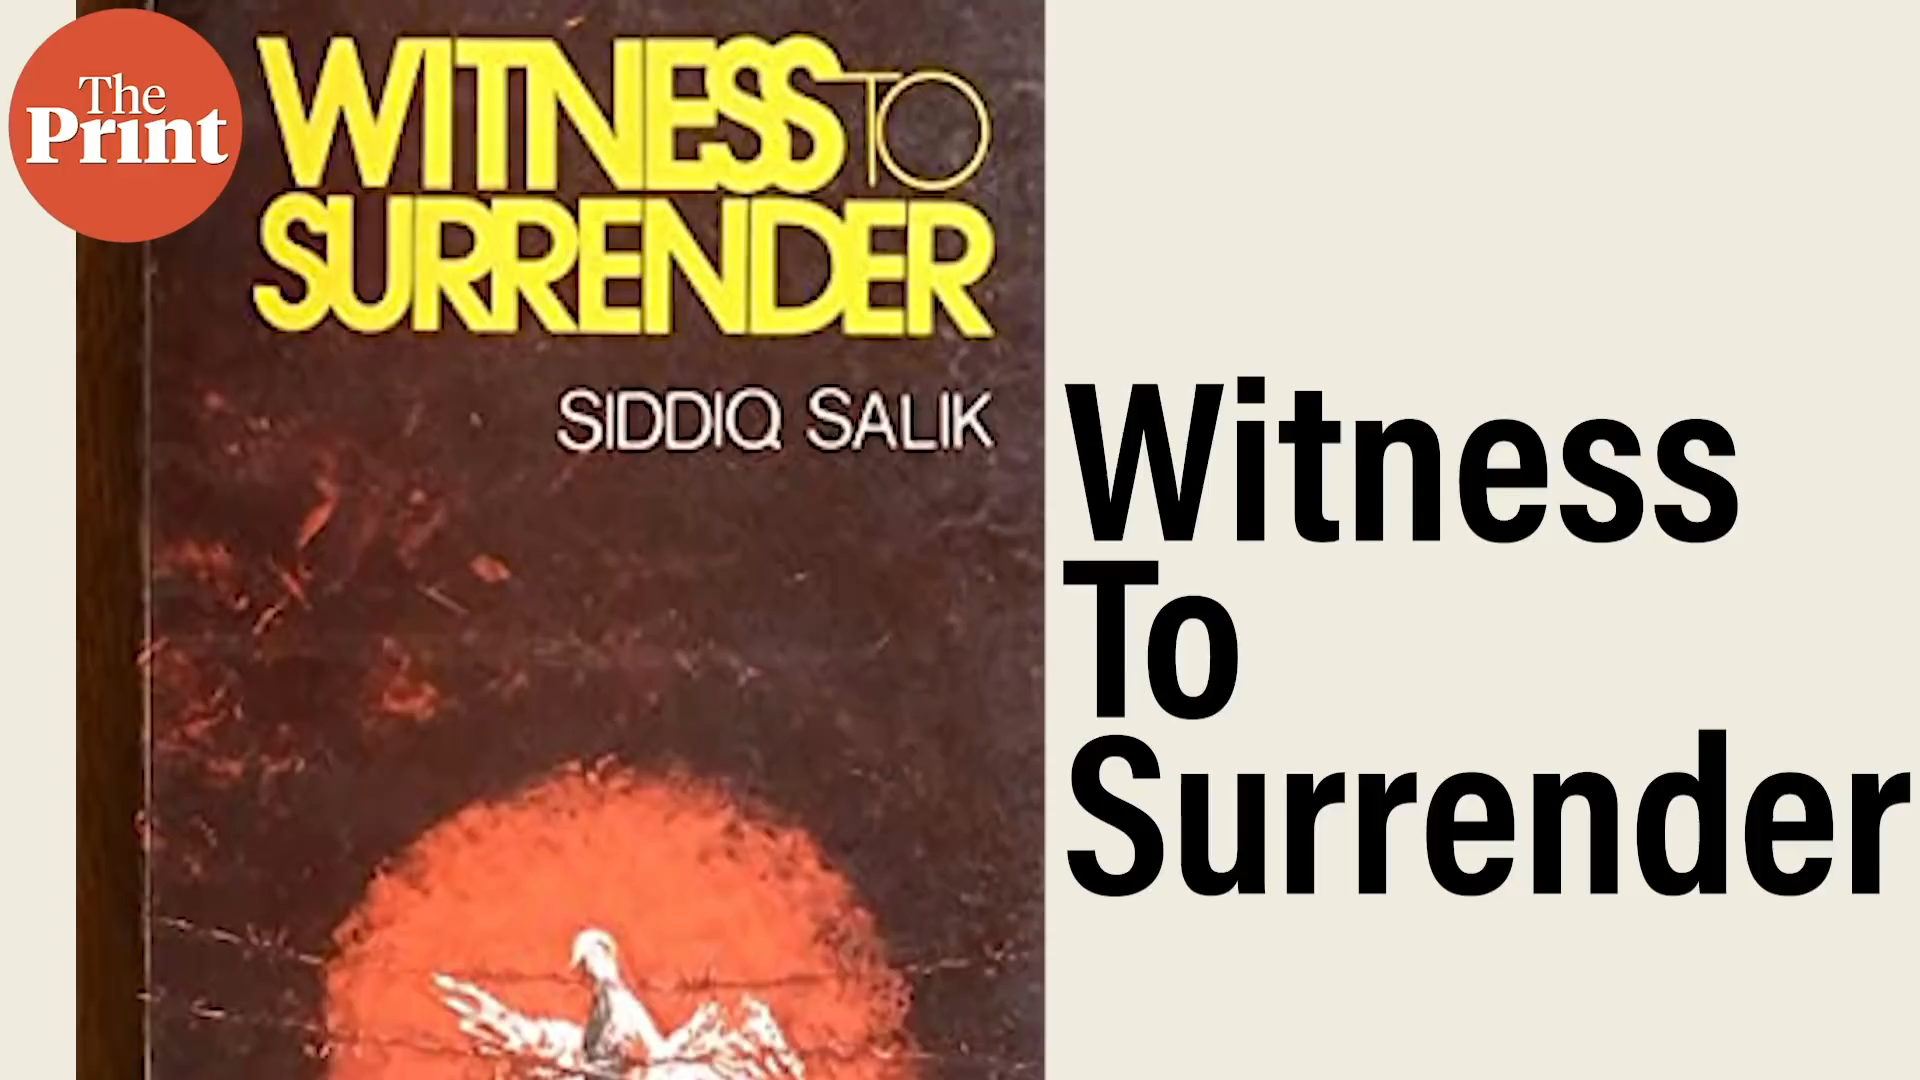 The
Print
WITNESS TO
SURRENDER
SIDDIQ SALIK
Witness
To
Surrender